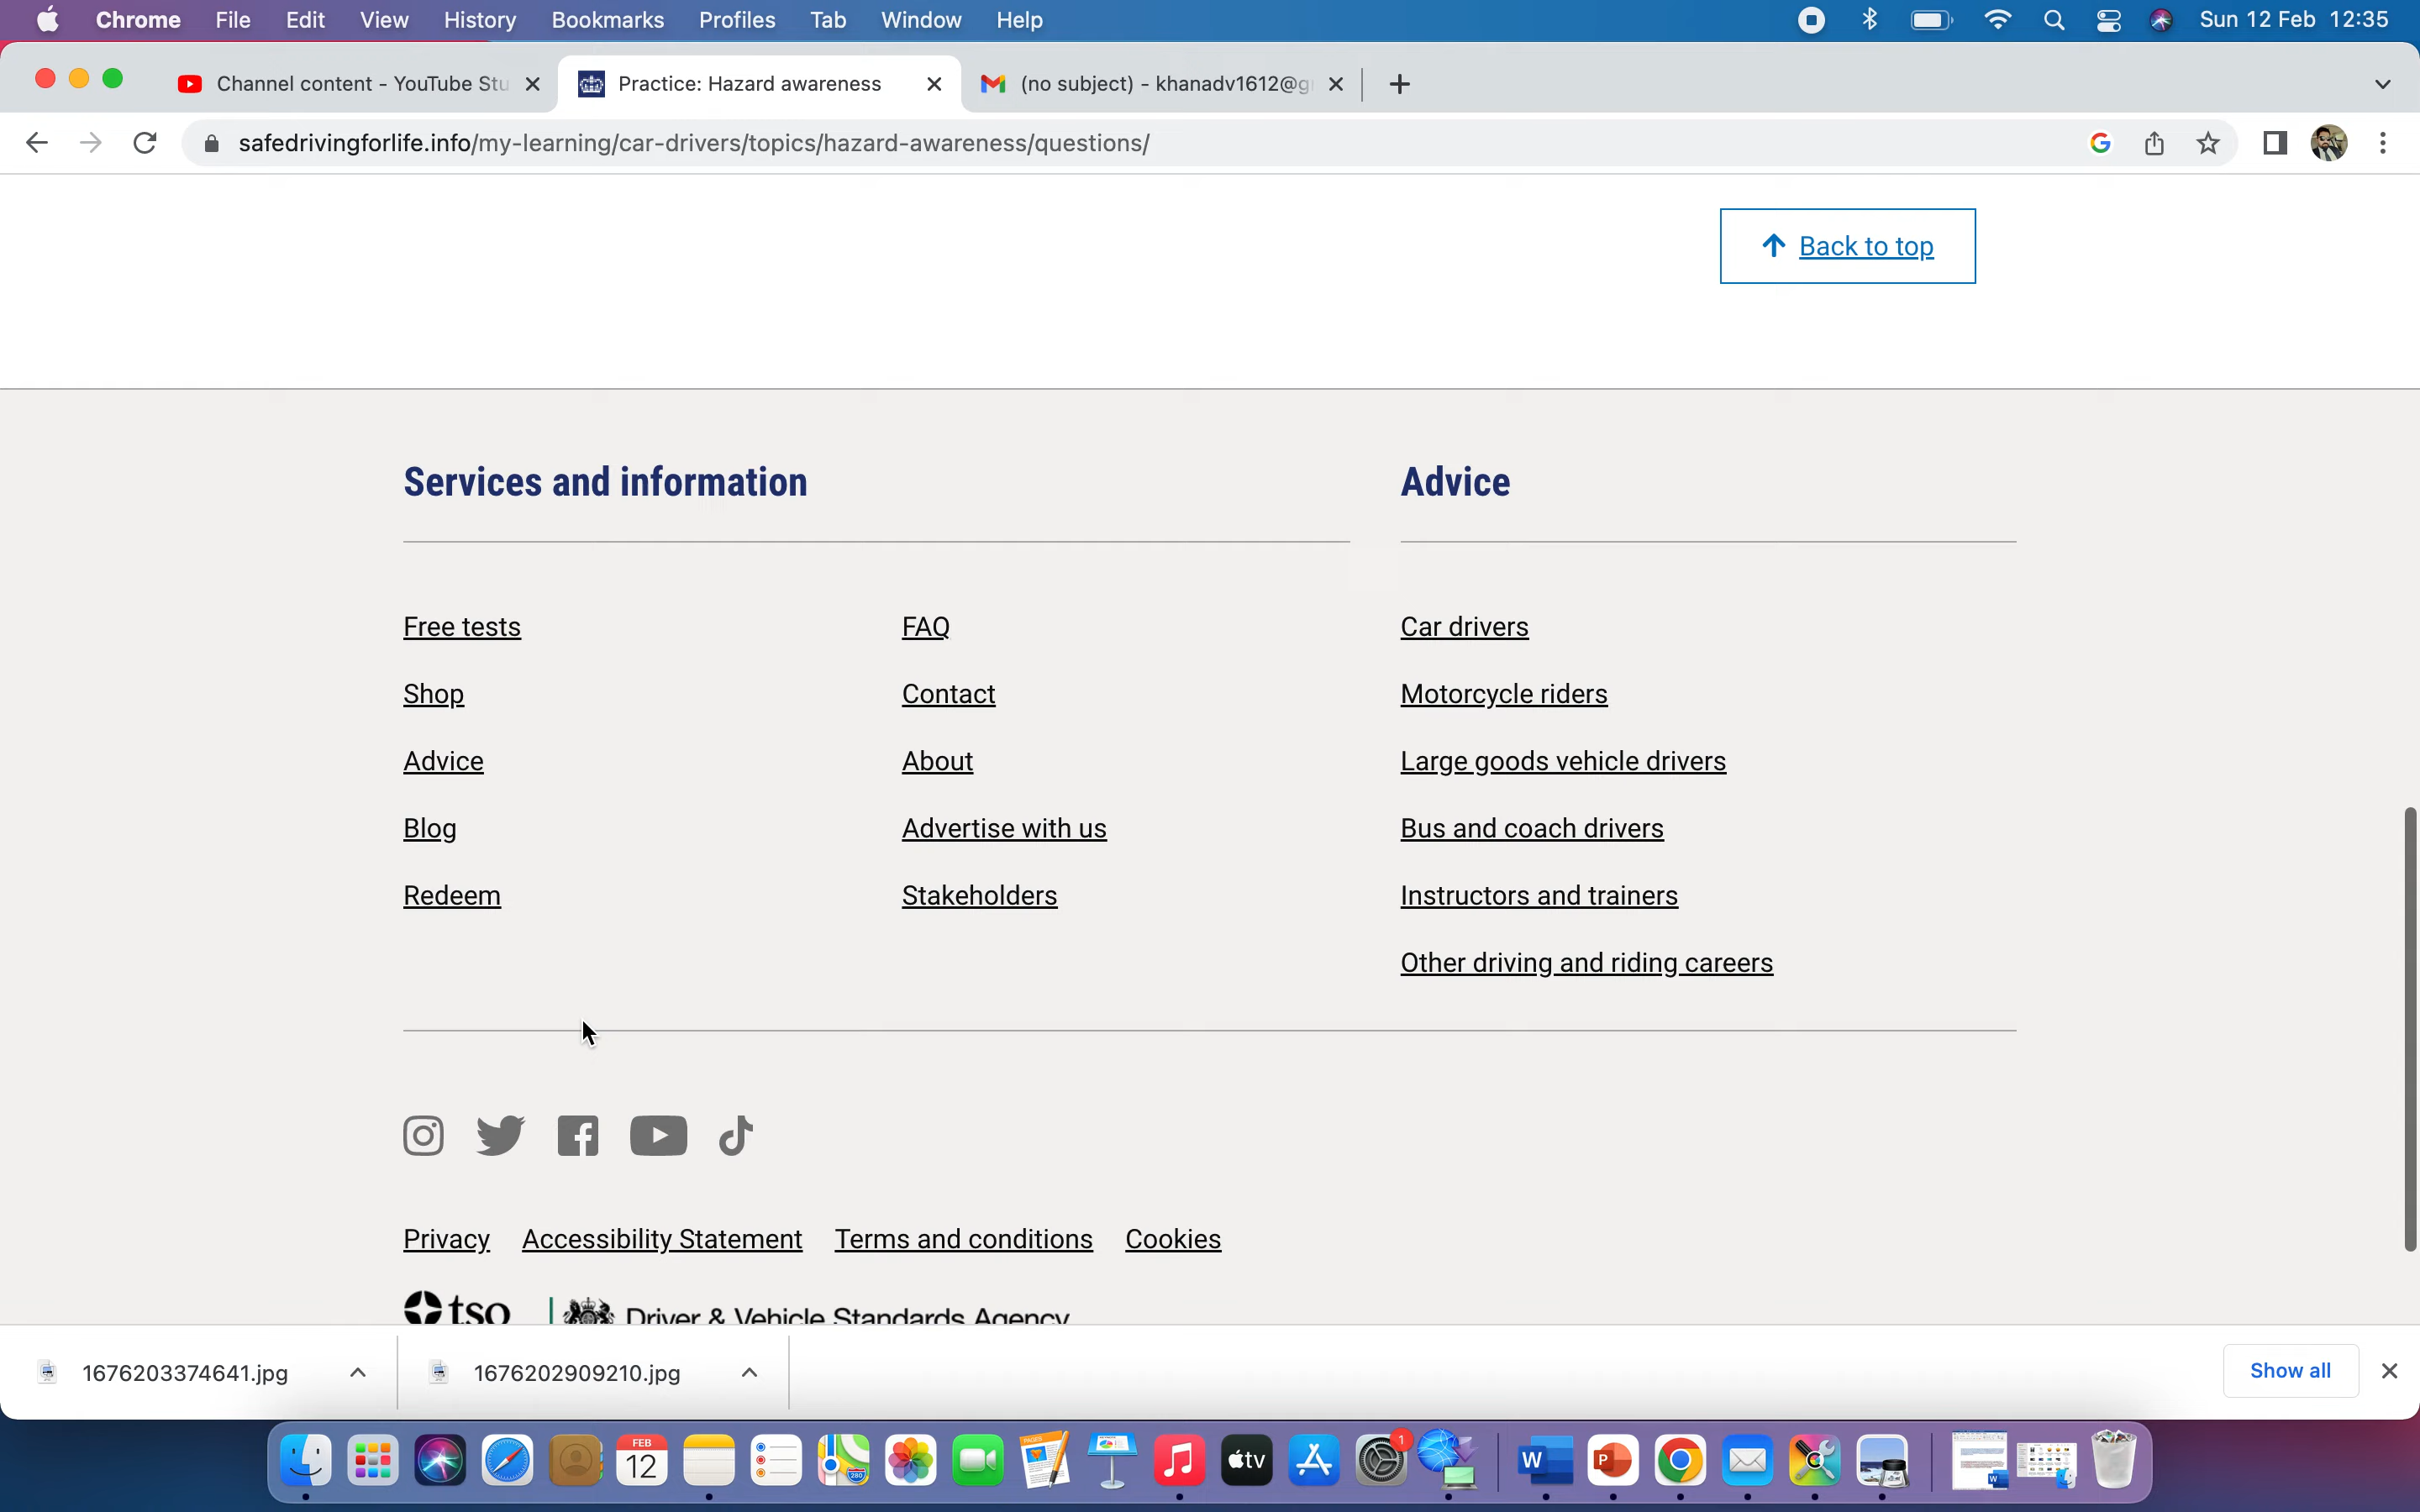 Chrome File Edit View History Bookmarks Profiles Tab Window Help Sun 12 Feb 12:35
Channel content - YouTube Stu Practice: Hazard awareness (no subject) - khanadv1612@g
safedrivingforlife.info/my-learning/car-drivers/topics/hazard-awareness/questions/
Back to top
Services and information Advice
Free tests FAQ Car drivers
Shop Contact Motorcycle riders
Advice About Large goods vehicle drivers
Blog Advertise with us Bus and coach drivers
Redeem Stakeholders Instructors and trainers
Other driving and riding careers
Privacy Accessibility Statement Terms and conditions Cookies
tso Driver & Vehicle Standards Agency
1676203374641.jpg 1676202909210.jpg Show all
FEB 12 PAGES 280 tv 1 W P W